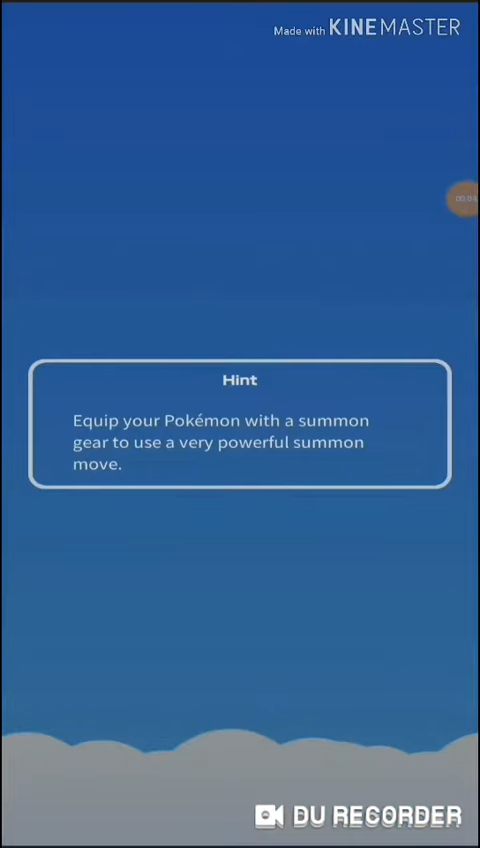 Made with KINEMASTER
Hint
Equip your Pokémon with a summon
gear to use a very powerful summon
move.
DU RECORDER